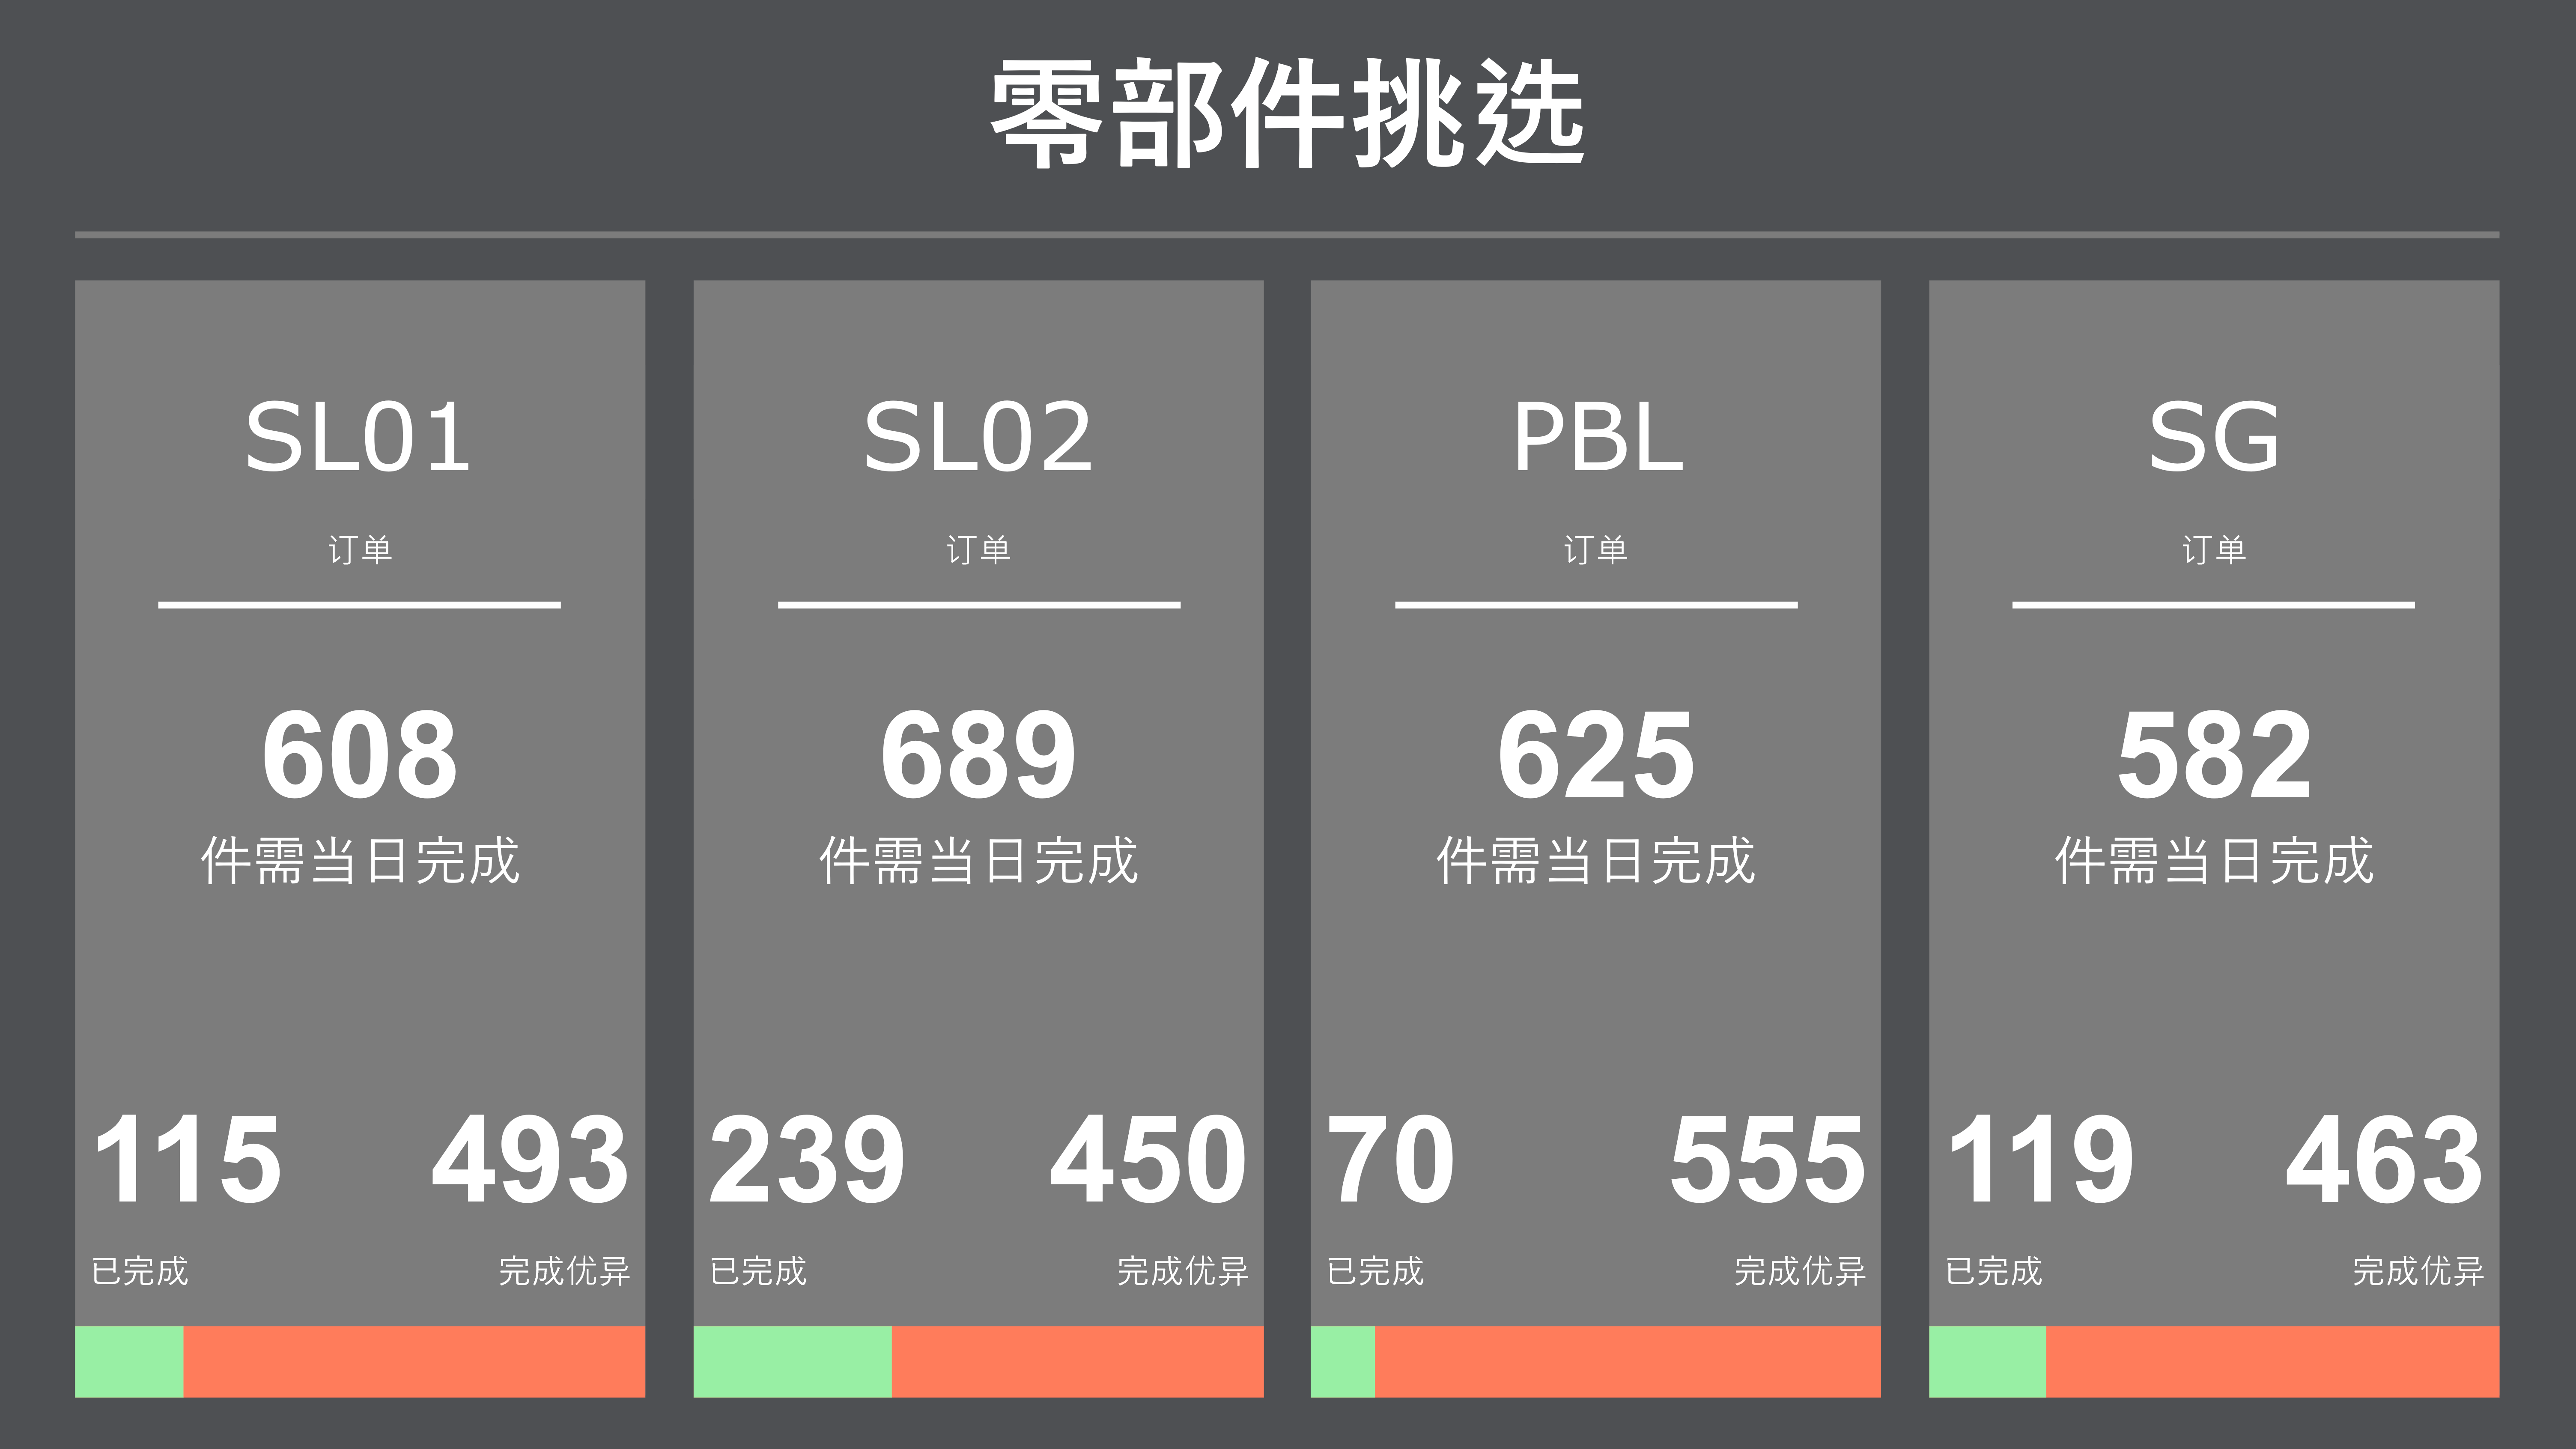 零部件挑选
SL01
订单
608
件需当日完成
115 493
已完成 完成优异
SL02
订单
689
件需当日完成
239 450
已完成 完成优异
PBL
订单
625
件需当日完成
70 555
已完成 完成优异
SG
订单
582
件需当日完成
119 463
已完成 完成优异